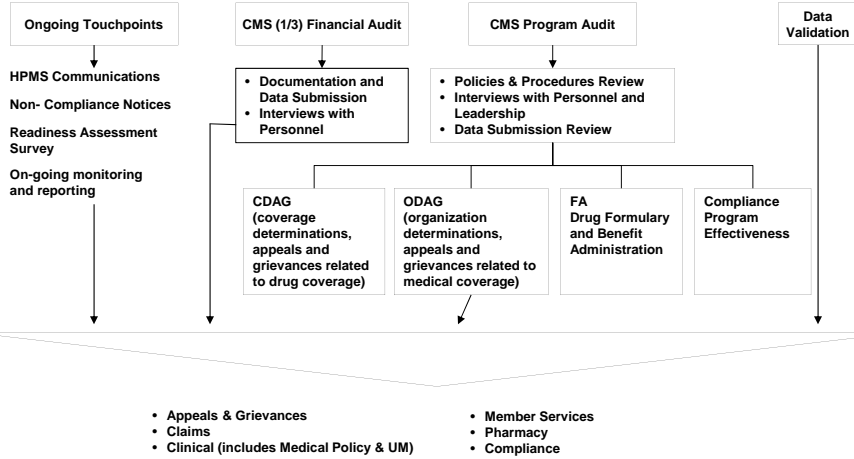 Ongoing Touchpoints
HPMS Communications
Non- Compliance Notices
Readiness Assessment
Survey
On-going monitoring
and reporting
CMS (1/3) Financial Audit
• Documentation and
Data Submission
• Interviews with
Personnel
CMS Program Audit
• Policies & Procedures Review
• Interviews with Personnel and
Leadership
• Data Submission Review
CDAG
(coverage
determinations,
appeals and
grievances related
to drug coverage)
ODAG
(organization
determinations,
appeals and
grievances related to
medical coverage)
FA
Drug Formulary
and Benefit
Administration
Compliance
Program
Effectiveness
Data
Validation
• Appeals & Grievances
• Claims
• Clinical (includes Medical Policy & UM)
• Member Services
• Pharmacy
• Compliance